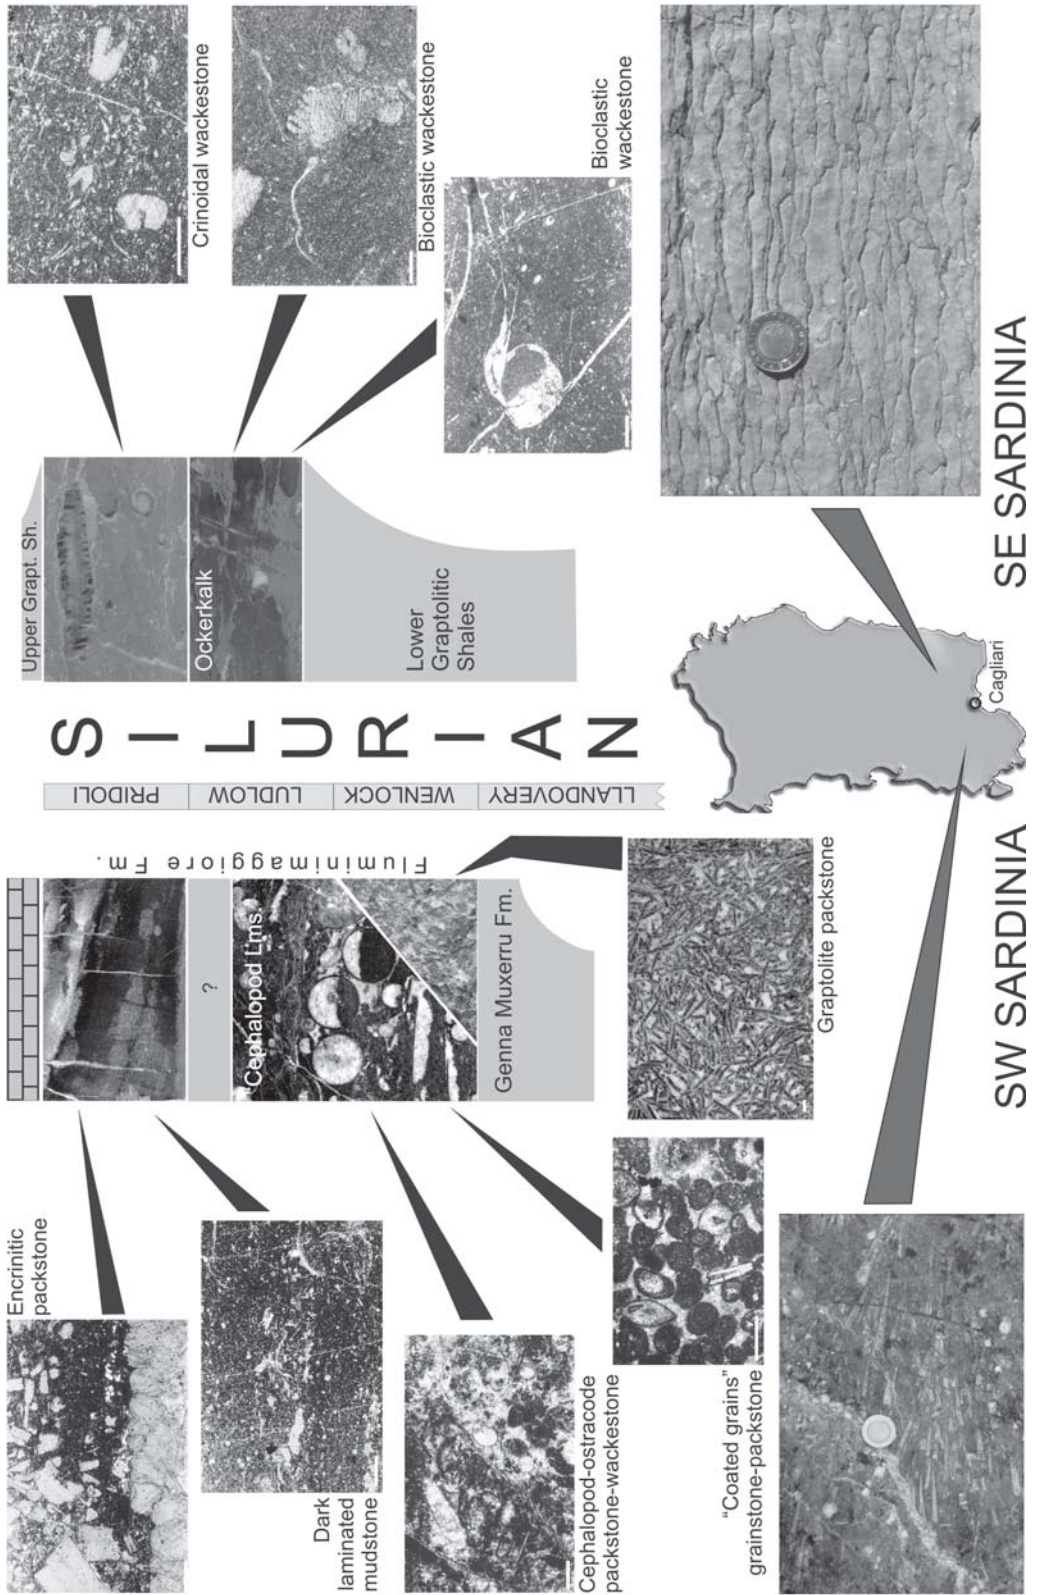 Encrinitic
packstone
Dark
laminated
mudstone
Cephalopod-ostracode
packstone-wackestone
“Coated grains”
grainstone-packstone
Graptolite packstone
?
"Cephalopod Lms."
Genna Muxerru Fm.
Fluminimaggiore Fm.
PRIDOLI
LUDLOW
WENLOCK
LLANDOVERY
SILURIAN
Upper Grapt. Sh.
Ockerkalk
Lower
Graptolitic
Shales
Crinoidal wackestone
Bioclastic wackestone
Bioclastic
wackestone
Cagliari
SW SARDINIA
SE SARDINIA